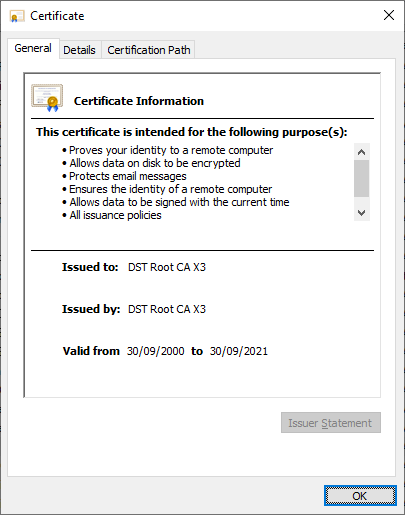 Certificate
General Details Certification Path
Certificate Information
This certificate is intended for the following purpose(s):
• Proves your identity to a remote computer
• Allows data on disk to be encrypted
• Protects email messages
• Ensures the identity of a remote computer
• Allows data to be signed with the current time
• All issuance policies
Issued to: DST Root CA X3
Issued by: DST Root CA X3
Valid from 30/09/2000 to 30/09/2021
Issuer Statement
OK